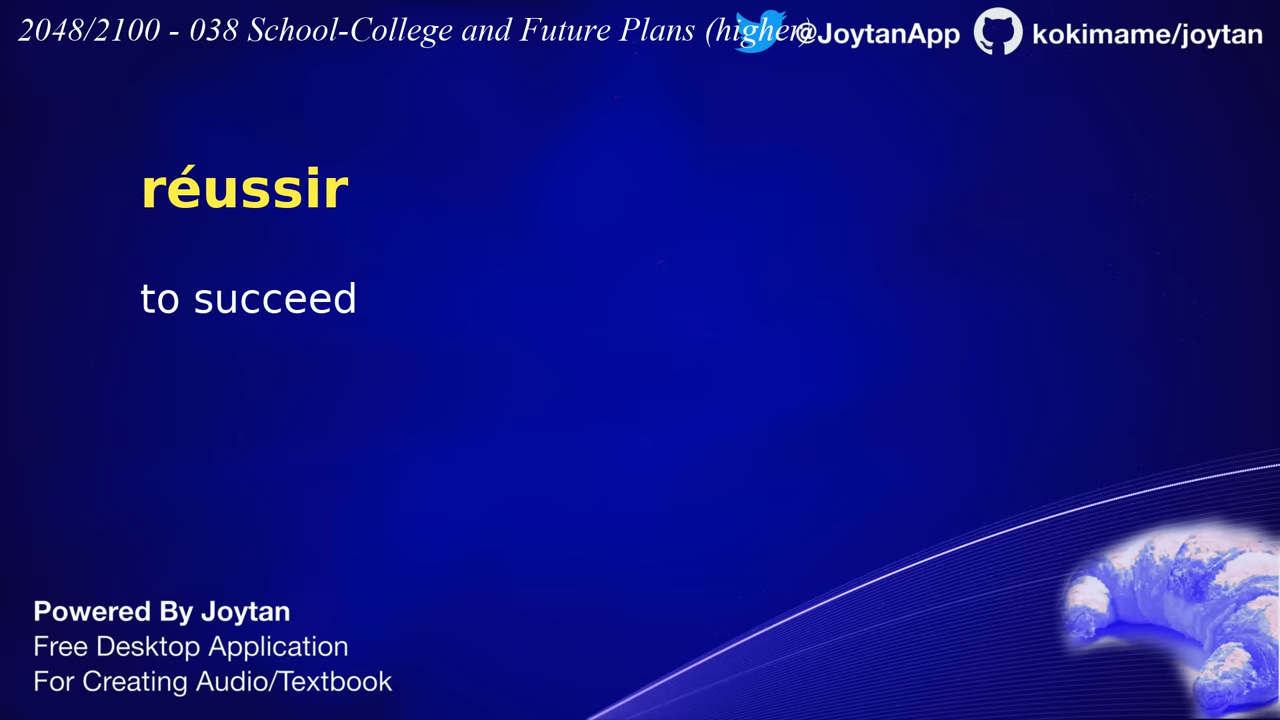 2048/2100 - 038 School-College and Future Plans (higher)
@JoytanApp
kokimame/joytan
réussir
to succeed
Powered By Joytan
Free Desktop Application
For Creating Audio/Textbook